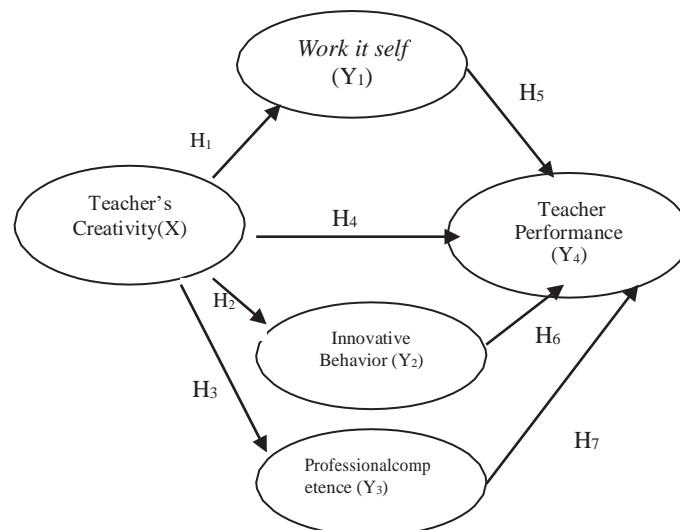 Work it self
(Y₁)
H₅
H₁
Teacher's
Creativity(X)
H₄
Teacher
Performance
(Y₄)
H₂
Innovative
Behavior (Y₂)
H₆
H₃
H₇
Professionalcomp
etence (Y₃)